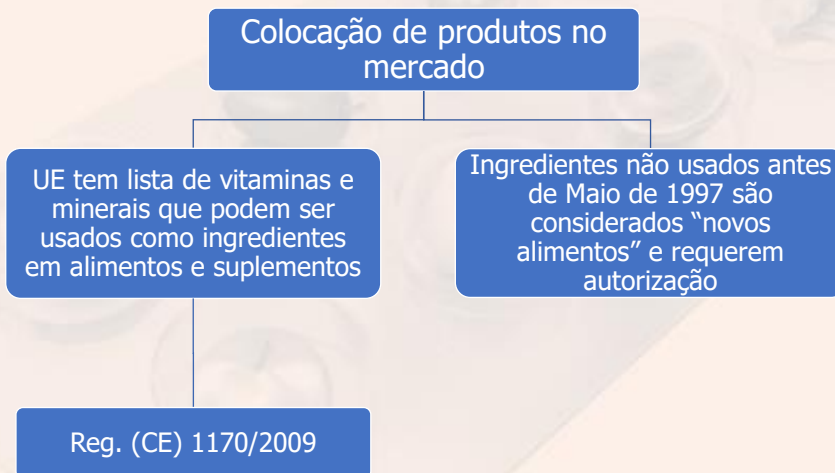 Colocação de produtos no
mercado
UE tem lista de vitaminas e
minerais que podem ser
usados como ingredientes
em alimentos e suplementos
Ingredientes não usados antes
de Maio de 1997 são
considerados “novos
alimentos” e requerem
autorização
Reg. (CE) 1170/2009